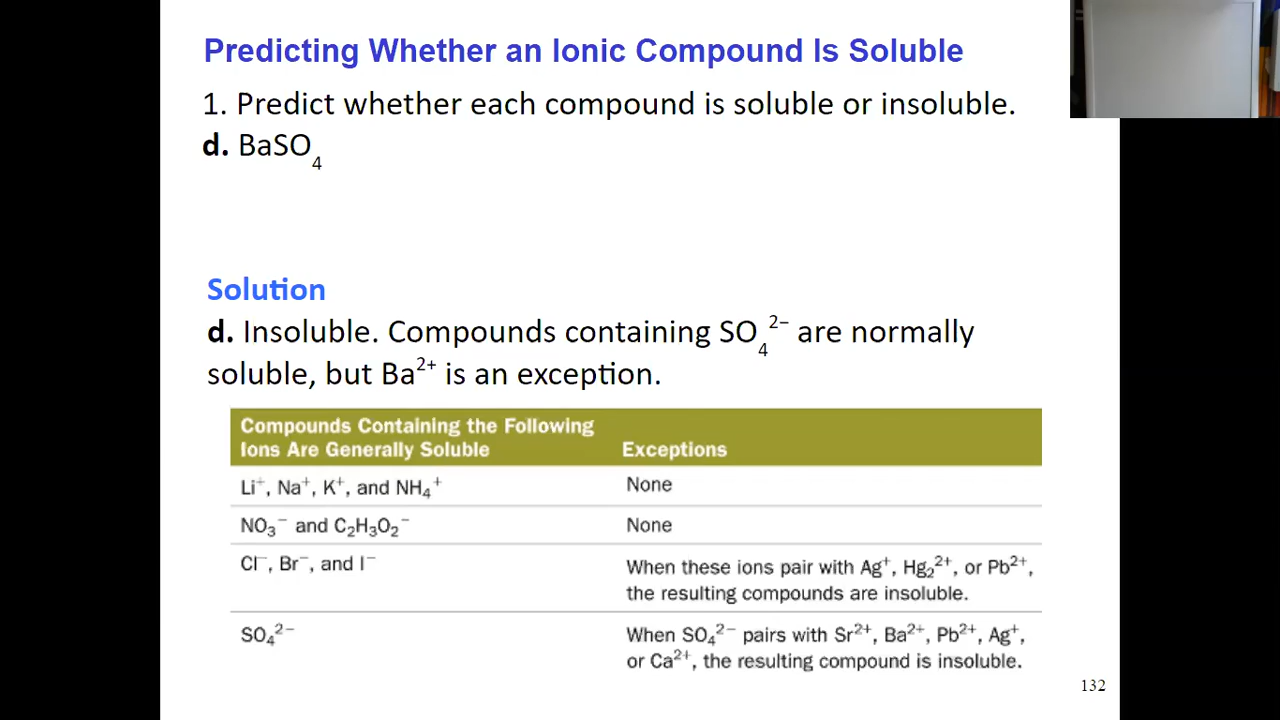 Predicting Whether an Ionic Compound Is Soluble
1. Predict whether each compound is soluble or insoluble.
d. BaSO₄
Solution
d. Insoluble. Compounds containing SO₄²⁻ are normally
soluble, but Ba²⁺ is an exception.
Compounds Containing the Following
Ions Are Generally Soluble
Exceptions
Li⁺, Na⁺, K⁺, and NH₄⁺
None
NO₃⁻ and C₂H₃O₂⁻
None
Cl⁻, Br⁻, and I⁻
When these ions pair with Ag⁺, Hg₂²⁺, or Pb²⁺,
the resulting compounds are insoluble.
SO₄²⁻
When SO₄²⁻ pairs with Sr²⁺, Ba²⁺, Pb²⁺, Ag⁺,
or Ca²⁺, the resulting compound is insoluble.
132